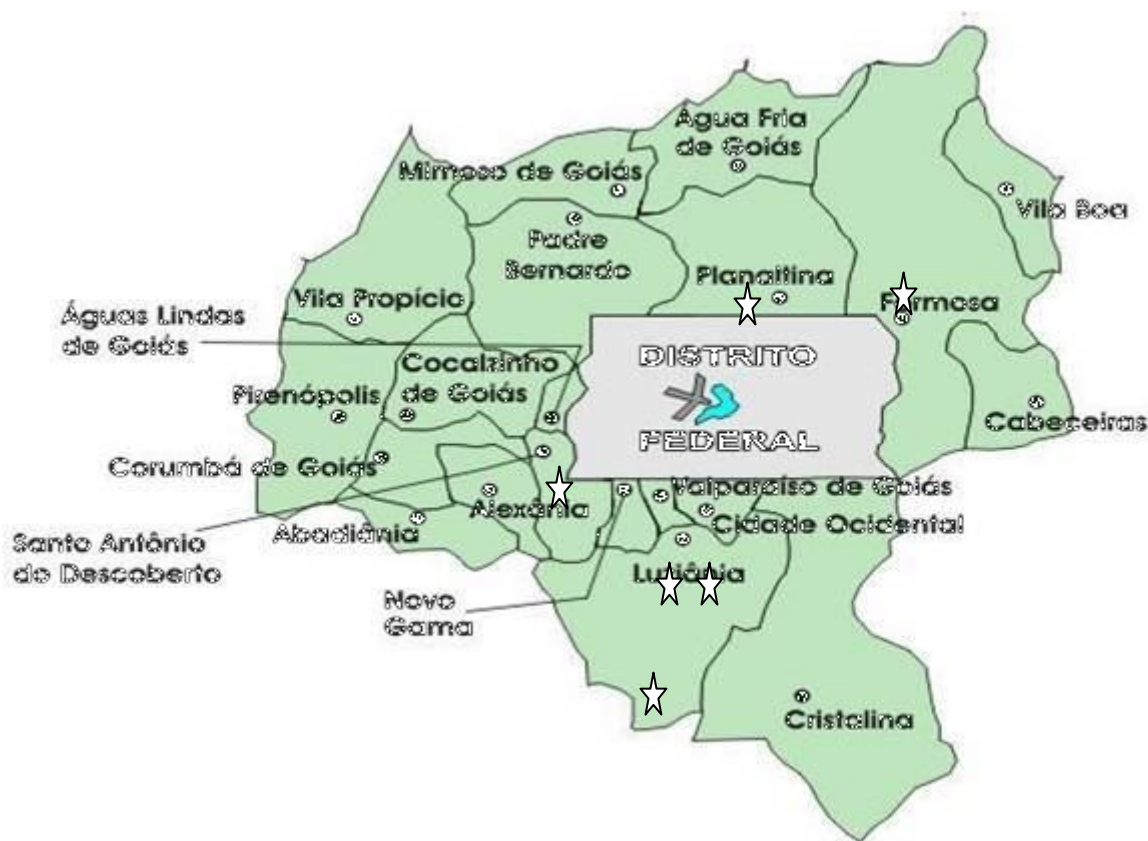 Água Fria
de Goiás
Mimoso de Goiás
Vila Boa
Padre
Bernardo
Planaltina
Vila Propício
Formosa
Águas Lindas
de Goiás
DISTRITO
FEDERAL
Cocalzinho
de Goiás
Pirenópolis
Cabeceiras
Corumbá de Goiás
Valparaíso de Goiás
Alexânia
Cidade Ocidental
Abadiânia
Santo Antônio
do Descoberto
Luziânia
Novo
Gama
Cristalina